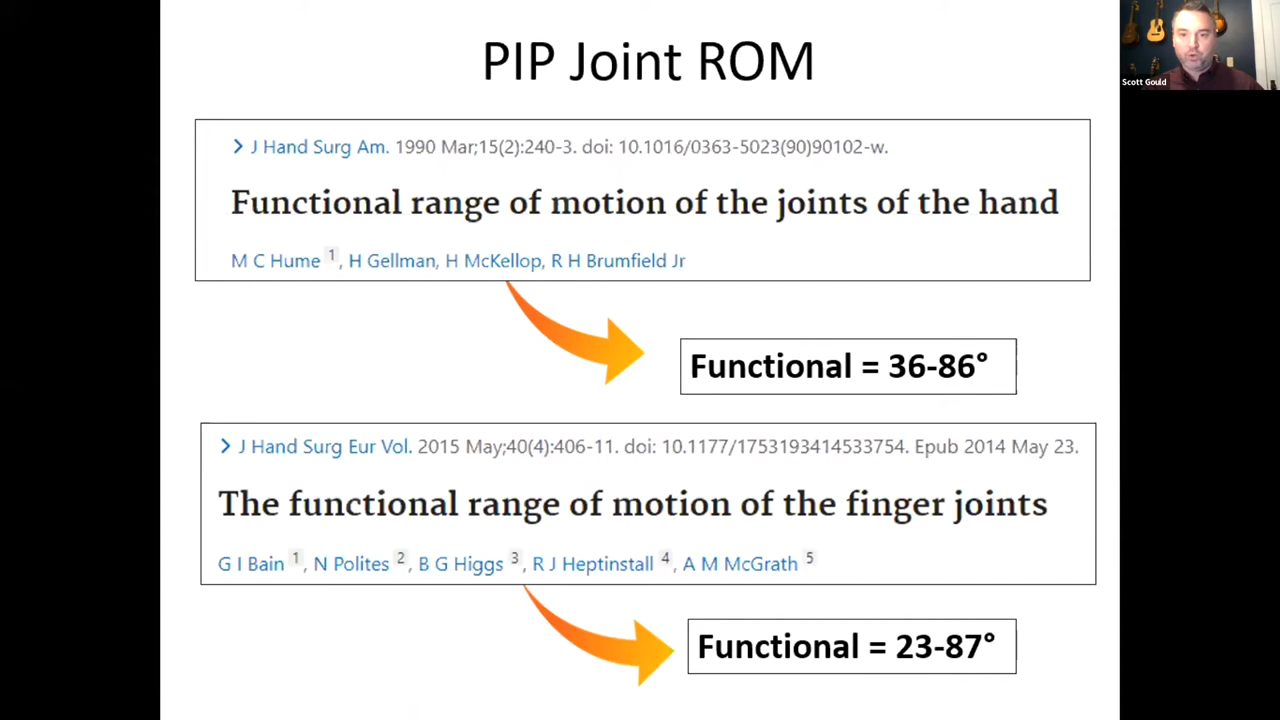 PIP Joint ROM
Scott Gould
> J Hand Surg Am. 1990 Mar;15(2):240-3. doi: 10.1016/0363-5023(90)90102-w.
Functional range of motion of the joints of the hand
M C Hume 1, H Gellman, H McKellop, R H Brumfield Jr
Functional = 36-86°
> J Hand Surg Eur Vol. 2015 May;40(4):406-11. doi: 10.1177/1753193414533754. Epub 2014 May 23.
The functional range of motion of the finger joints
G I Bain 1, N Polites 2, B G Higgs 3, R J Heptinstall 4, A M McGrath 5
Functional = 23-87°